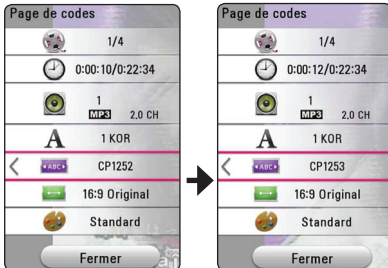 Page de codes
1/4
0:00:10/0:22:34
1
MP3 2,0 CH
A 1 KOR
ABC CP1252
16:9 Original
Standard
Fermer
Page de codes
1/4
0:00:12/0:22:34
1
MP3 2,0 CH
A 1 KOR
ABC CP1253
16:9 Original
Standard
Fermer